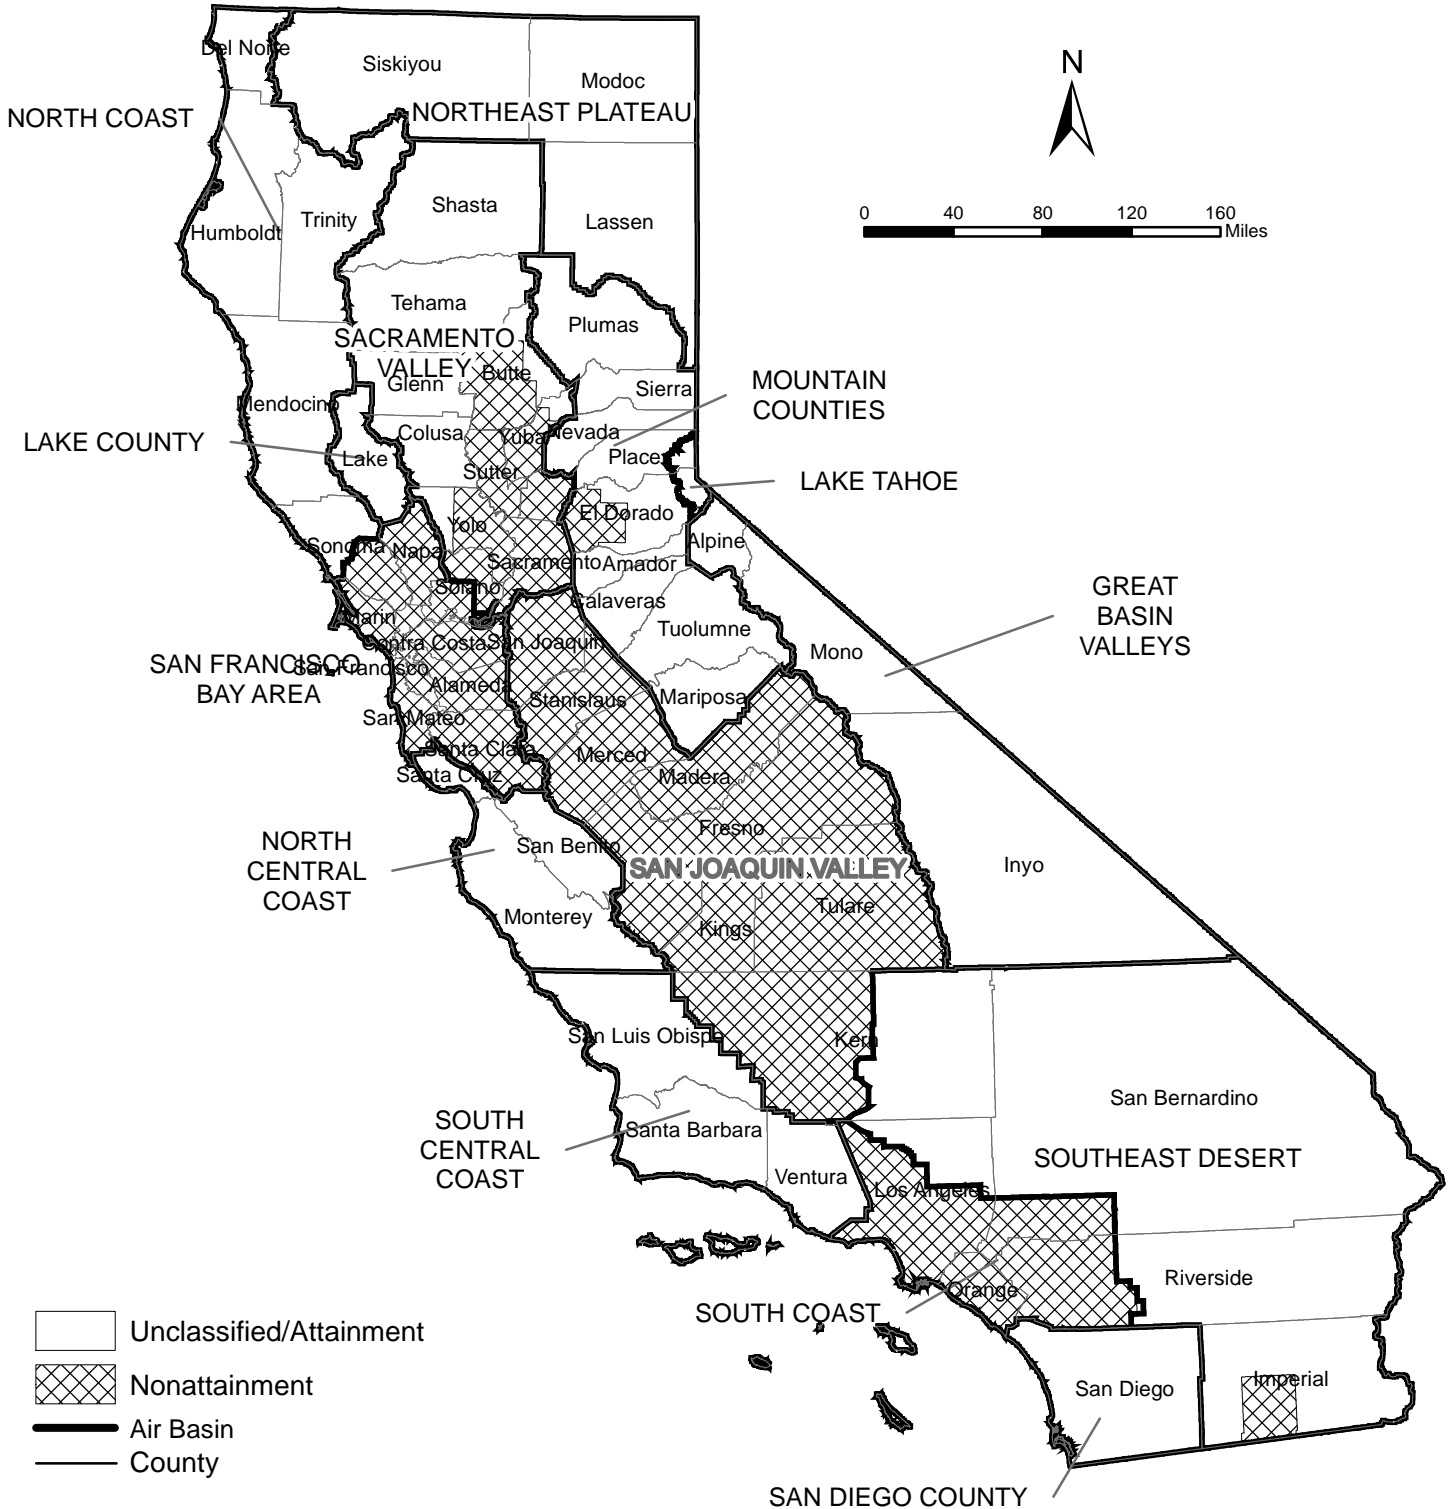 Del Norte
Siskiyou
Modoc
NORTH COAST
NORTHEAST PLATEAU
N
0 40 80 120 160
Miles
Humboldt
Trinity
Shasta
Lassen
Tehama
Plumas
SACRAMENTO
VALLEY
Glenn
Butte
Sierra
MOUNTAIN
COUNTIES
Mendocino
Colusa
Yuba
Nevada
LAKE COUNTY
Lake
Sutter
Placer
LAKE TAHOE
Yolo
El Dorado
Sonoma
Napa
Alpine
Sacramento
Amador
Solano
Calaveras
Marin
GREAT
BASIN
VALLEYS
Contra Costa
San Joaquin
Tuolumne
Mono
SAN FRANCISCO
BAY AREA
San Francisco
Alameda
Stanislaus
Mariposa
San Mateo
Santa Clara
Merced
Santa Cruz
Madera
NORTH
CENTRAL
COAST
San Benito
Fresno
SAN JOAQUIN VALLEY
Inyo
Monterey
Kings
Tulare
San Luis Obispo
Kern
San Bernardino
SOUTH
CENTRAL
COAST
Santa Barbara
Ventura
Los Angeles
SOUTHEAST DESERT
Riverside
Orange
SOUTH COAST
San Diego
Imperial
SAN DIEGO COUNTY
Unclassified/Attainment
Nonattainment
Air Basin
County